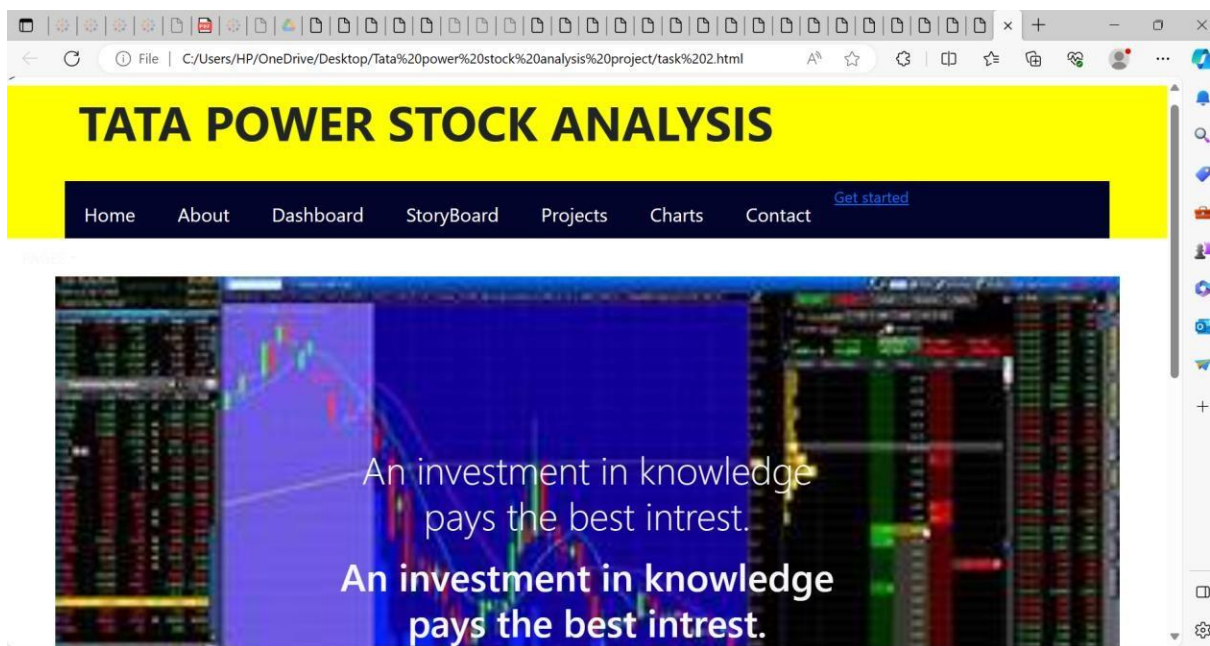 File | C:/Users/HP/OneDrive/Desktop/Tata%20power%20stock%20analysis%20project/task%202.html
TATA POWER STOCK ANALYSIS
Home About Dashboard StoryBoard Projects Charts Contact Get started
An investment in knowledge
pays the best intrest.
An investment in knowledge
pays the best intrest.